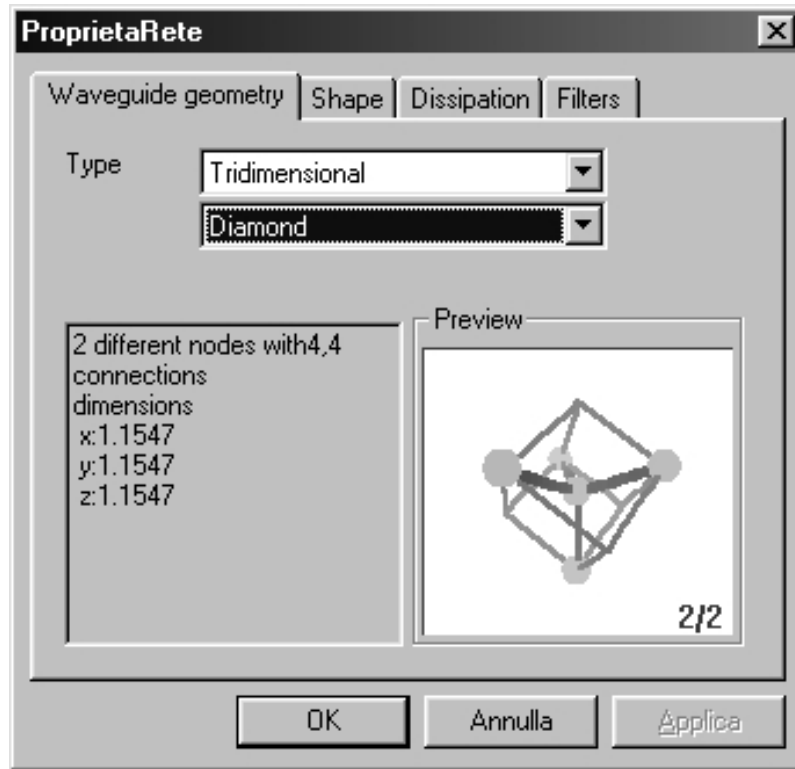 ProprietaRete
Waveguide geometry Shape Dissipation Filters
Type
Tridimensional
Diamond
2 different nodes with4,4
connections
dimensions
x:1.1547
y:1.1547
z:1.1547
Preview
2/2
OK Annulla Applica